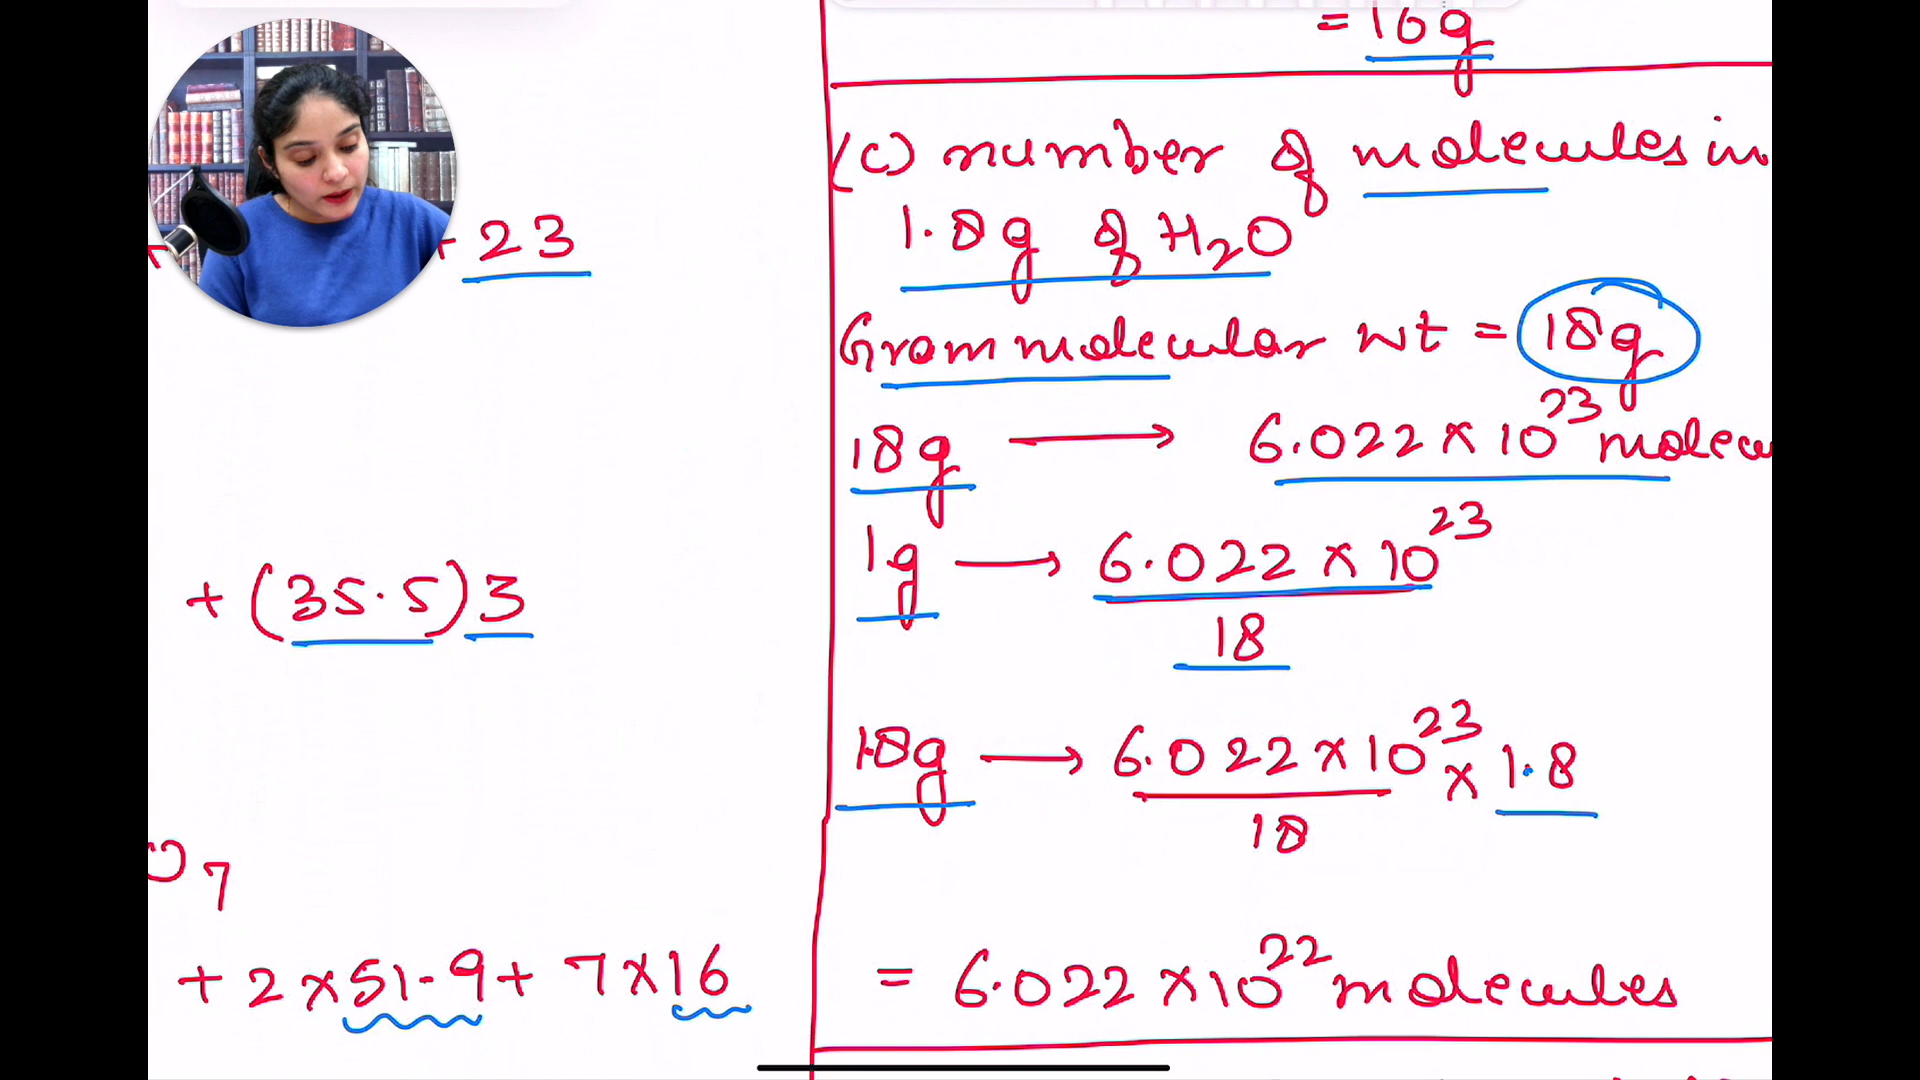 + 23
+ (35.5)3
O7
+ 2 × 51.9 + 7 × 16
= 16g
(c) number of molecules in
1.8g of H2O
Gram molecular wt = 18g
18g → 6.022 × 10^23 molecu
1g → 6.022 × 10^23
18
1.8g → 6.022 × 10^23 × 1.8
18
= 6.022 × 10^22 molecules